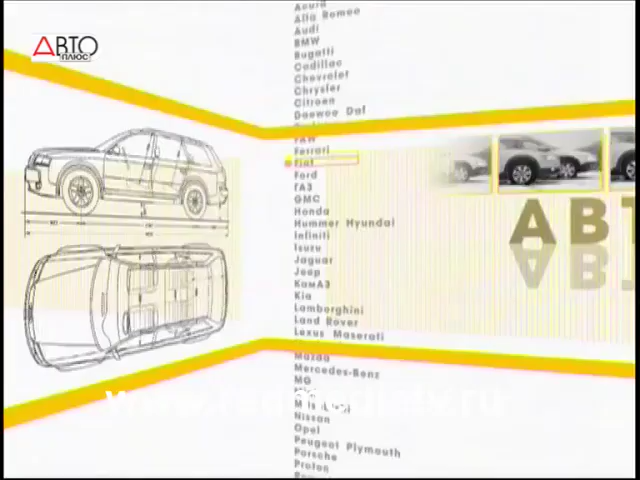 АВТО
ПЛЮС
Acura
Alfa Romeo
Audi
BMW
Bugatti
Cadillac
Chevrolet
Chrysler
Citroen
Daewoo Daf
FAW
Ferrari
Fiat
Ford
ГАЗ
GMC
Honda
Hummer Hyundai
Infiniti
Isuzu
Jaguar
Jeep
КамАЗ
Kia
Lamborghini
Land Rover
Lexus Maserati
Mazda
Mercedes-Benz
MG
Nissan
Opel
Peugeot Plymouth
Porsche
Proton
АВТ